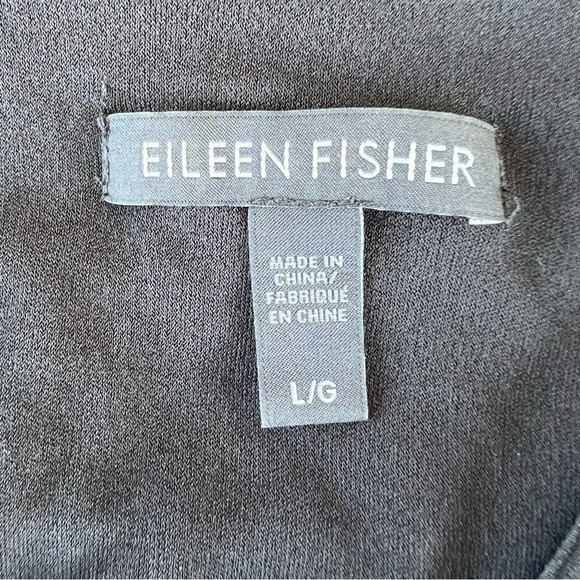 EILEEN FISHER
MADE IN
CHINA/
FABRIQUÉ
EN CHINE
L/G